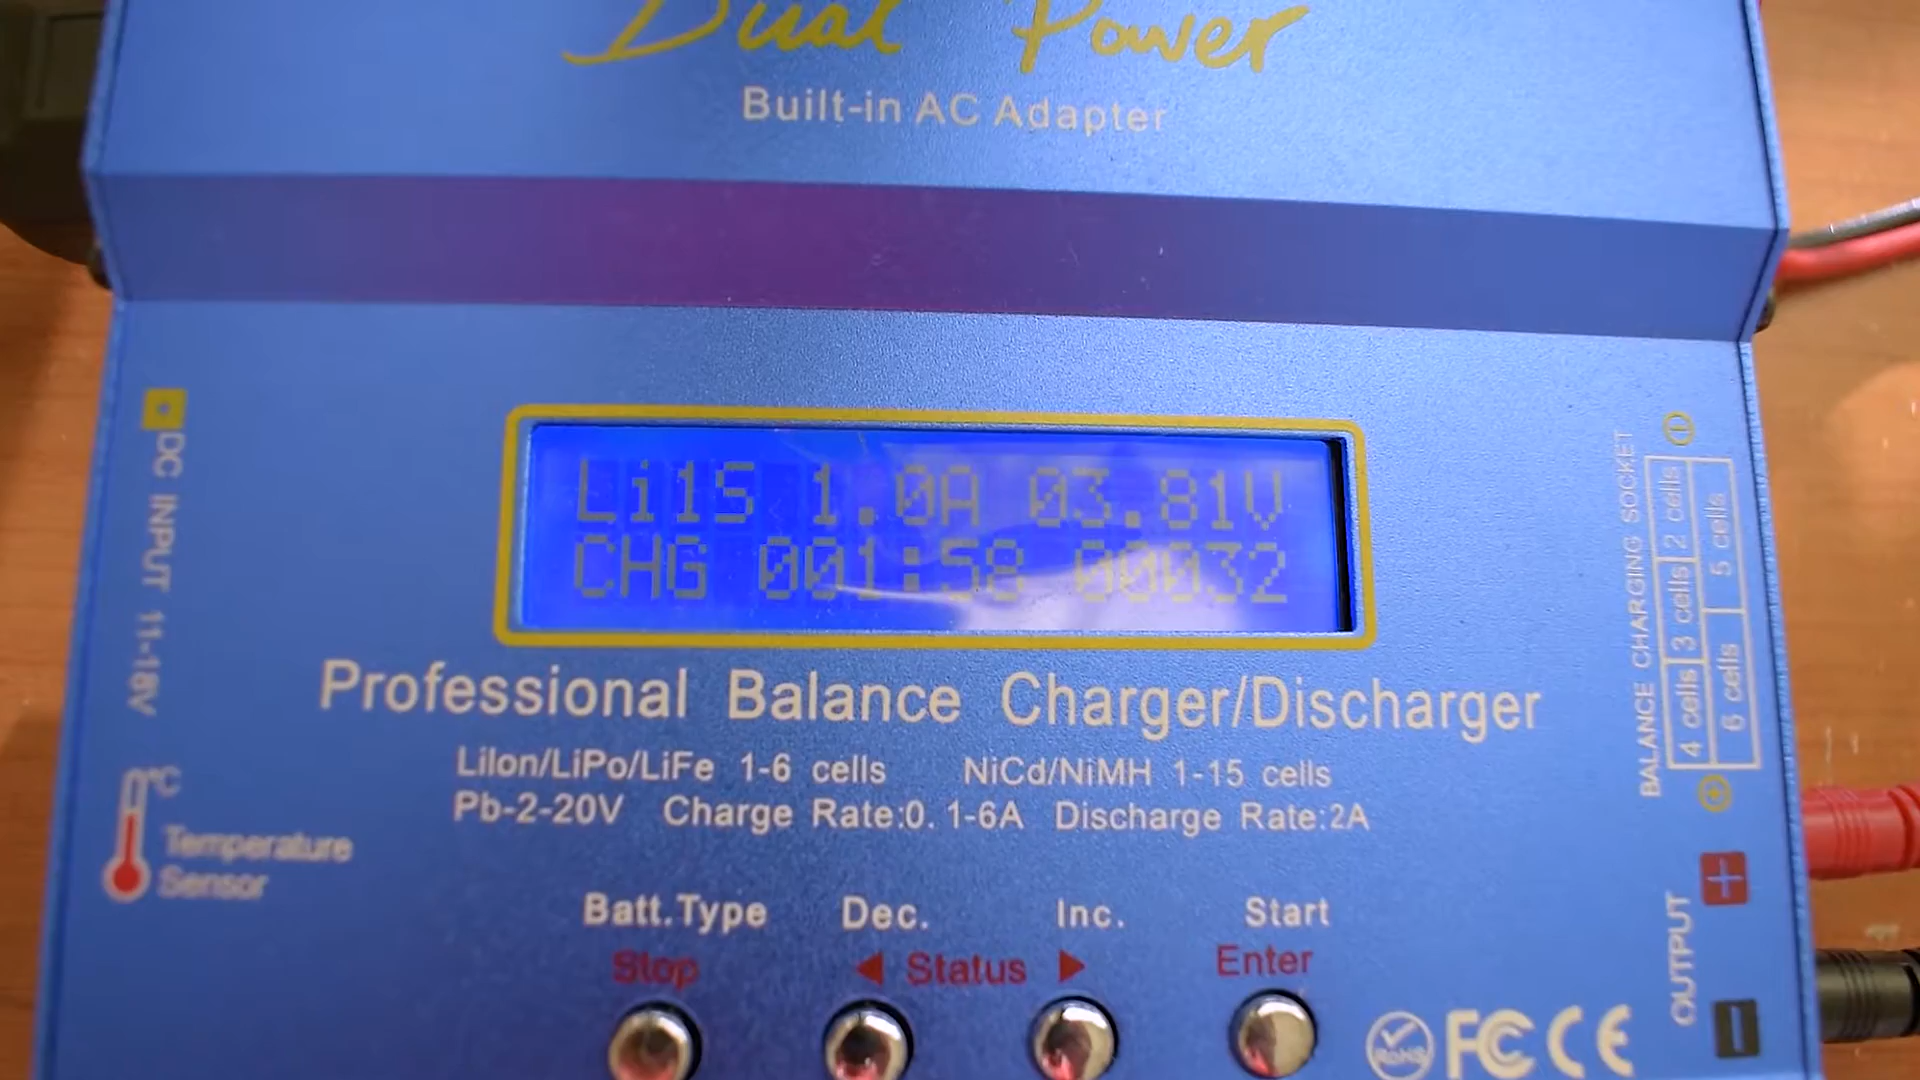 Dual Power
Built-in AC Adapter
DC INPUT 11-18V
Li1S 1.0A 03.81V
CHG 001:58 00032
Professional Balance Charger/Discharger
LiIon/LiPo/LiFe 1-6 cells NiCd/NiMH 1-15 cells
Pb-2-20V Charge Rate:0.1-6A Discharge Rate:2A
°C
Temperature
Sensor
BALANCE CHARGING SOCKET
4 cells 3 cells 2 cells
6 cells 5 cells
Batt.Type Dec. Inc. Start
Stop ◀ Status ▶ Enter
OUTPUT
+
-
RoHS FC CE